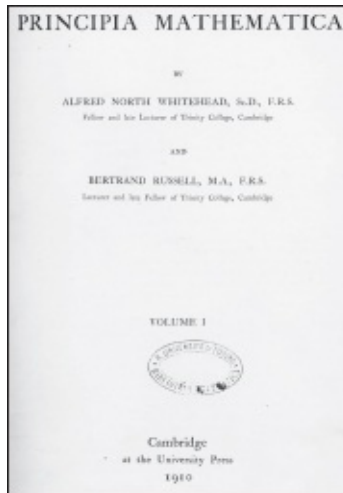 PRINCIPIA MATHEMATICA
BY
ALFRED NORTH WHITEHEAD, Sc.D., F.R.S.
Fellow and late Lecturer of Trinity College, Cambridge
AND
BERTRAND RUSSELL, M.A., F.R.S.
Lecturer and late Fellow of Trinity College, Cambridge
VOLUME I
Cambridge
at the University Press
1910